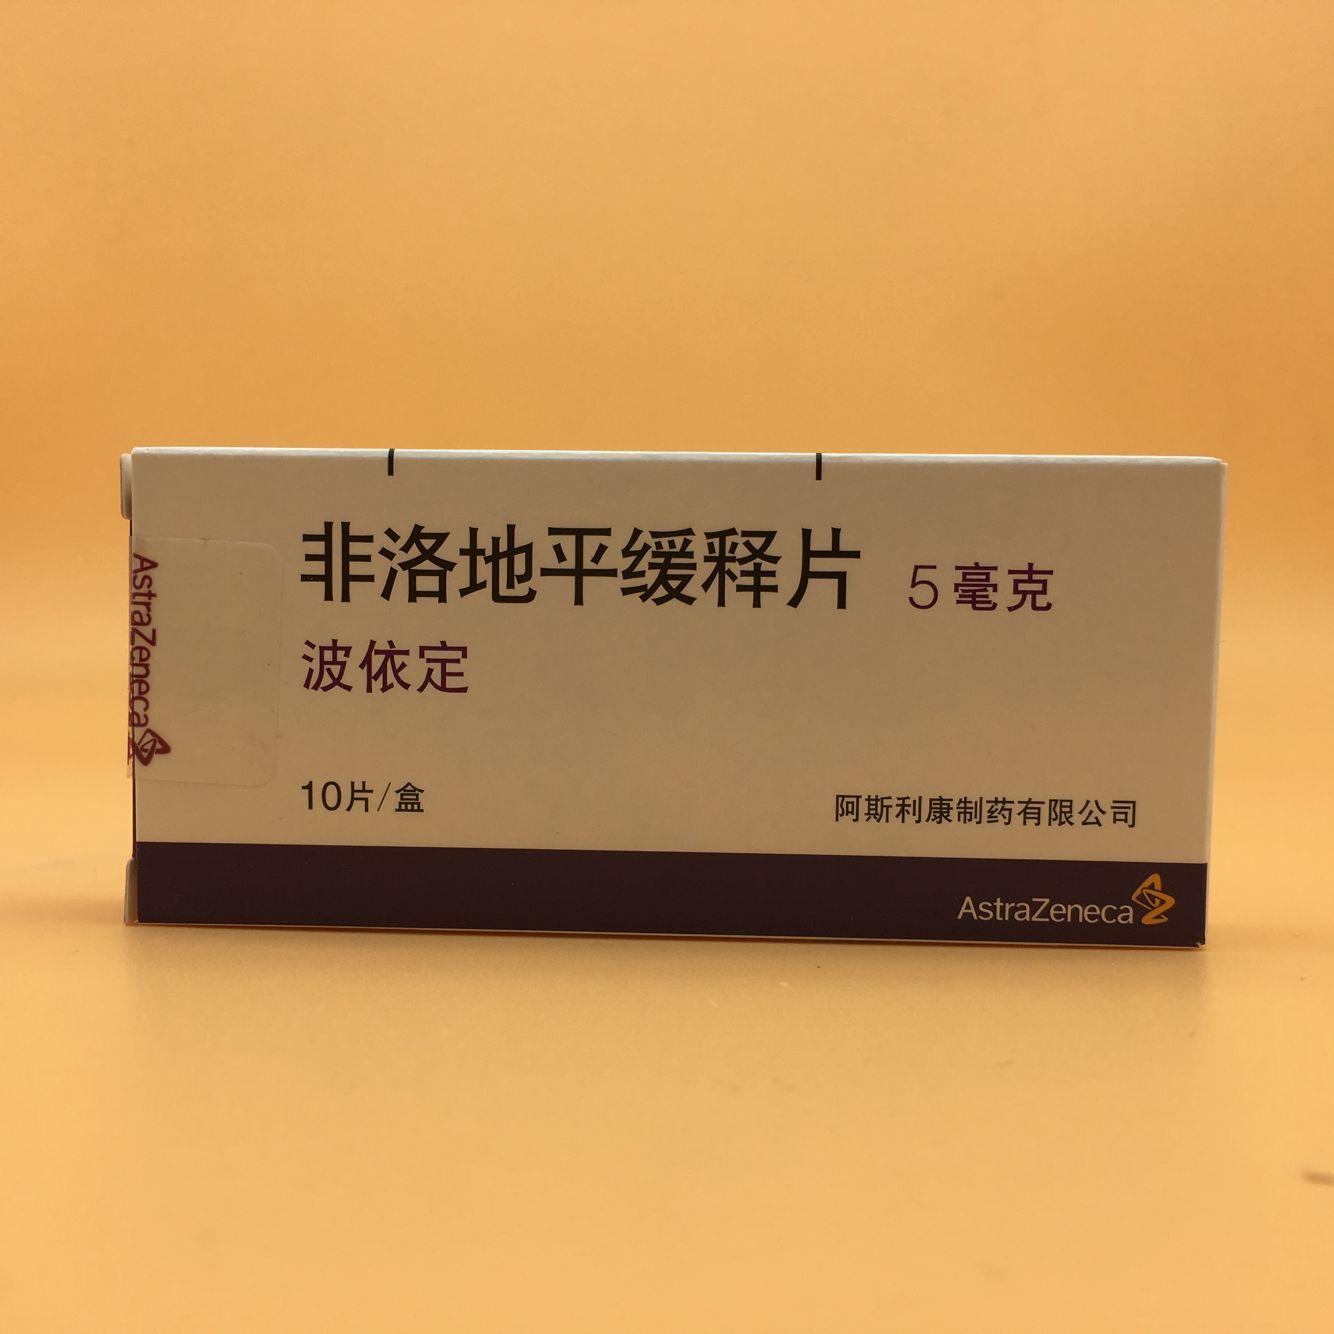 非洛地平缓释片 5毫克
波依定
10片/盒
阿斯利康制药有限公司
AstraZeneca
AstraZeneca